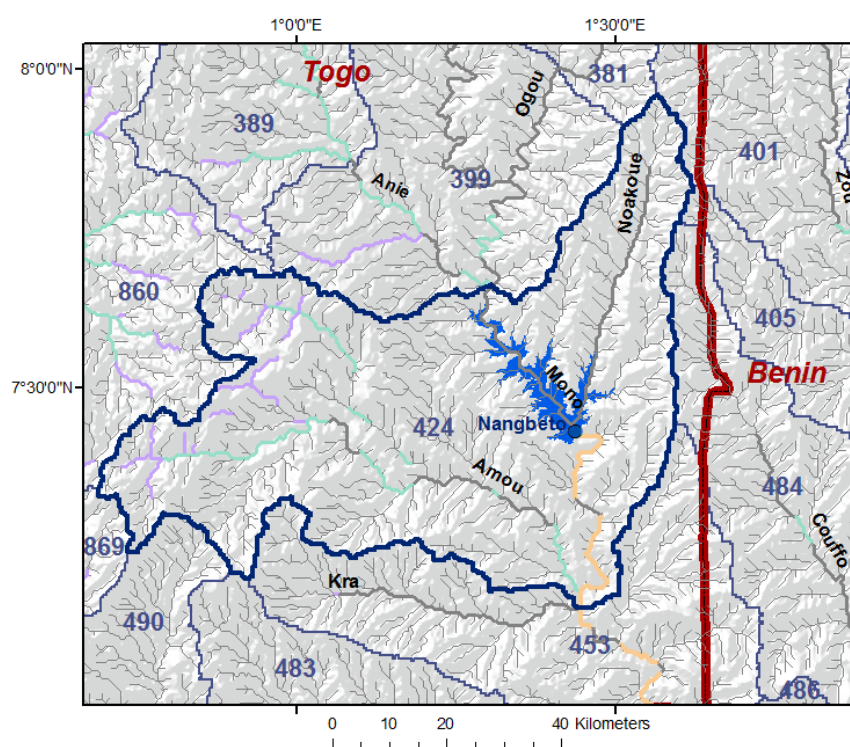 1°0'0"E
1°30'0"E
8°0'0"N
Togo
381
Ogou
389
401
399
Anie
Noakoue
Zou
860
405
7°30'0"N
Benin
Mono
424
Nangbeto
Amou
484
Couffo
869
Kra
490
453
483
486
0 10 20 40 Kilometers